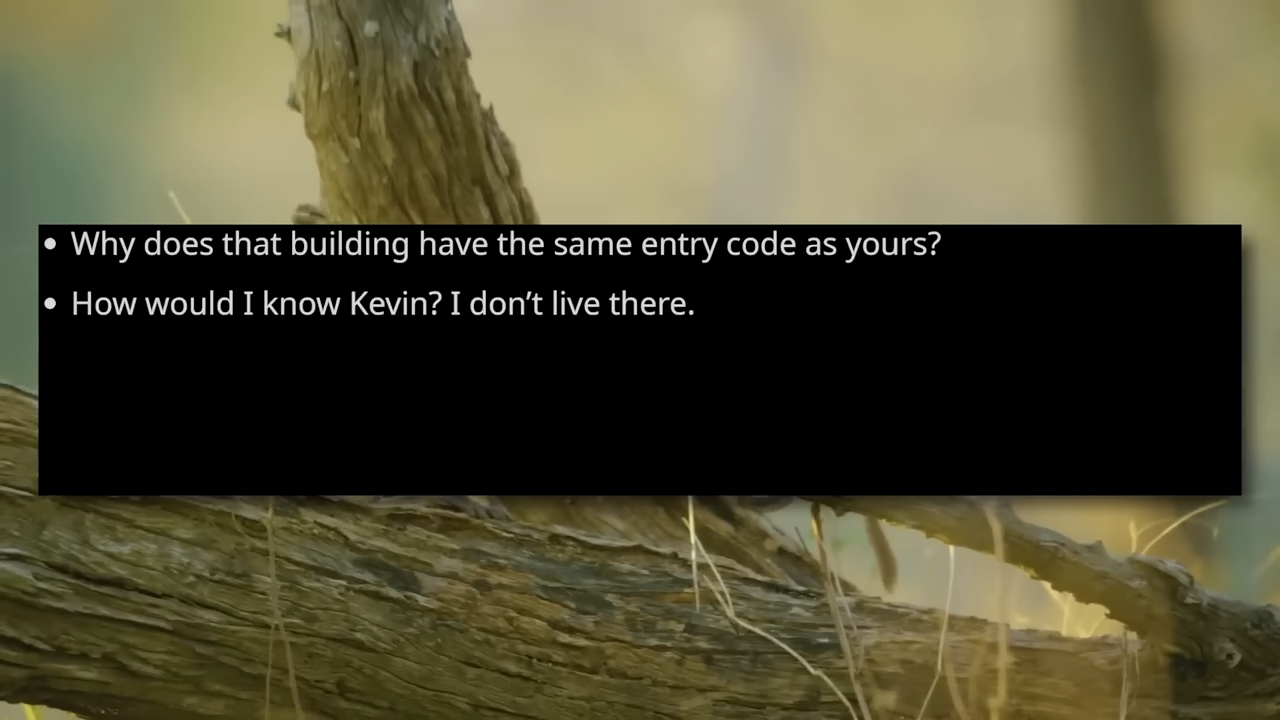 • Why does that building have the same entry code as yours?
• How would I know Kevin? I don’t live there.